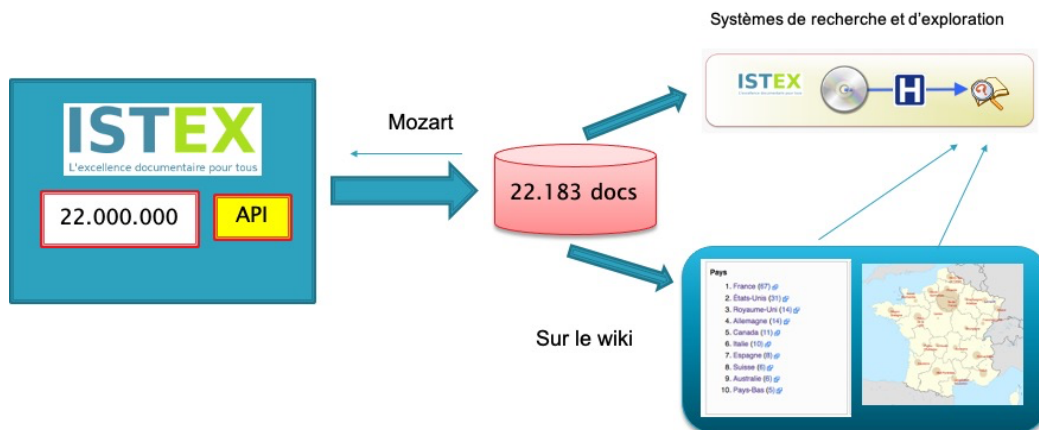 Systèmes de recherche et d'exploration
ISTEX
L'excellence documentaire pour tous
22.000.000
API
Mozart
22.183 docs
ISTEX
H
Sur le wiki
Pays
1. France (67)
2. États-Unis (31)
3. Royaume-Uni (14)
4. Allemagne (14)
5. Canada (11)
6. Italie (10)
7. Espagne (8)
8. Suisse (6)
9. Australie (6)
10. Pays-Bas (5)